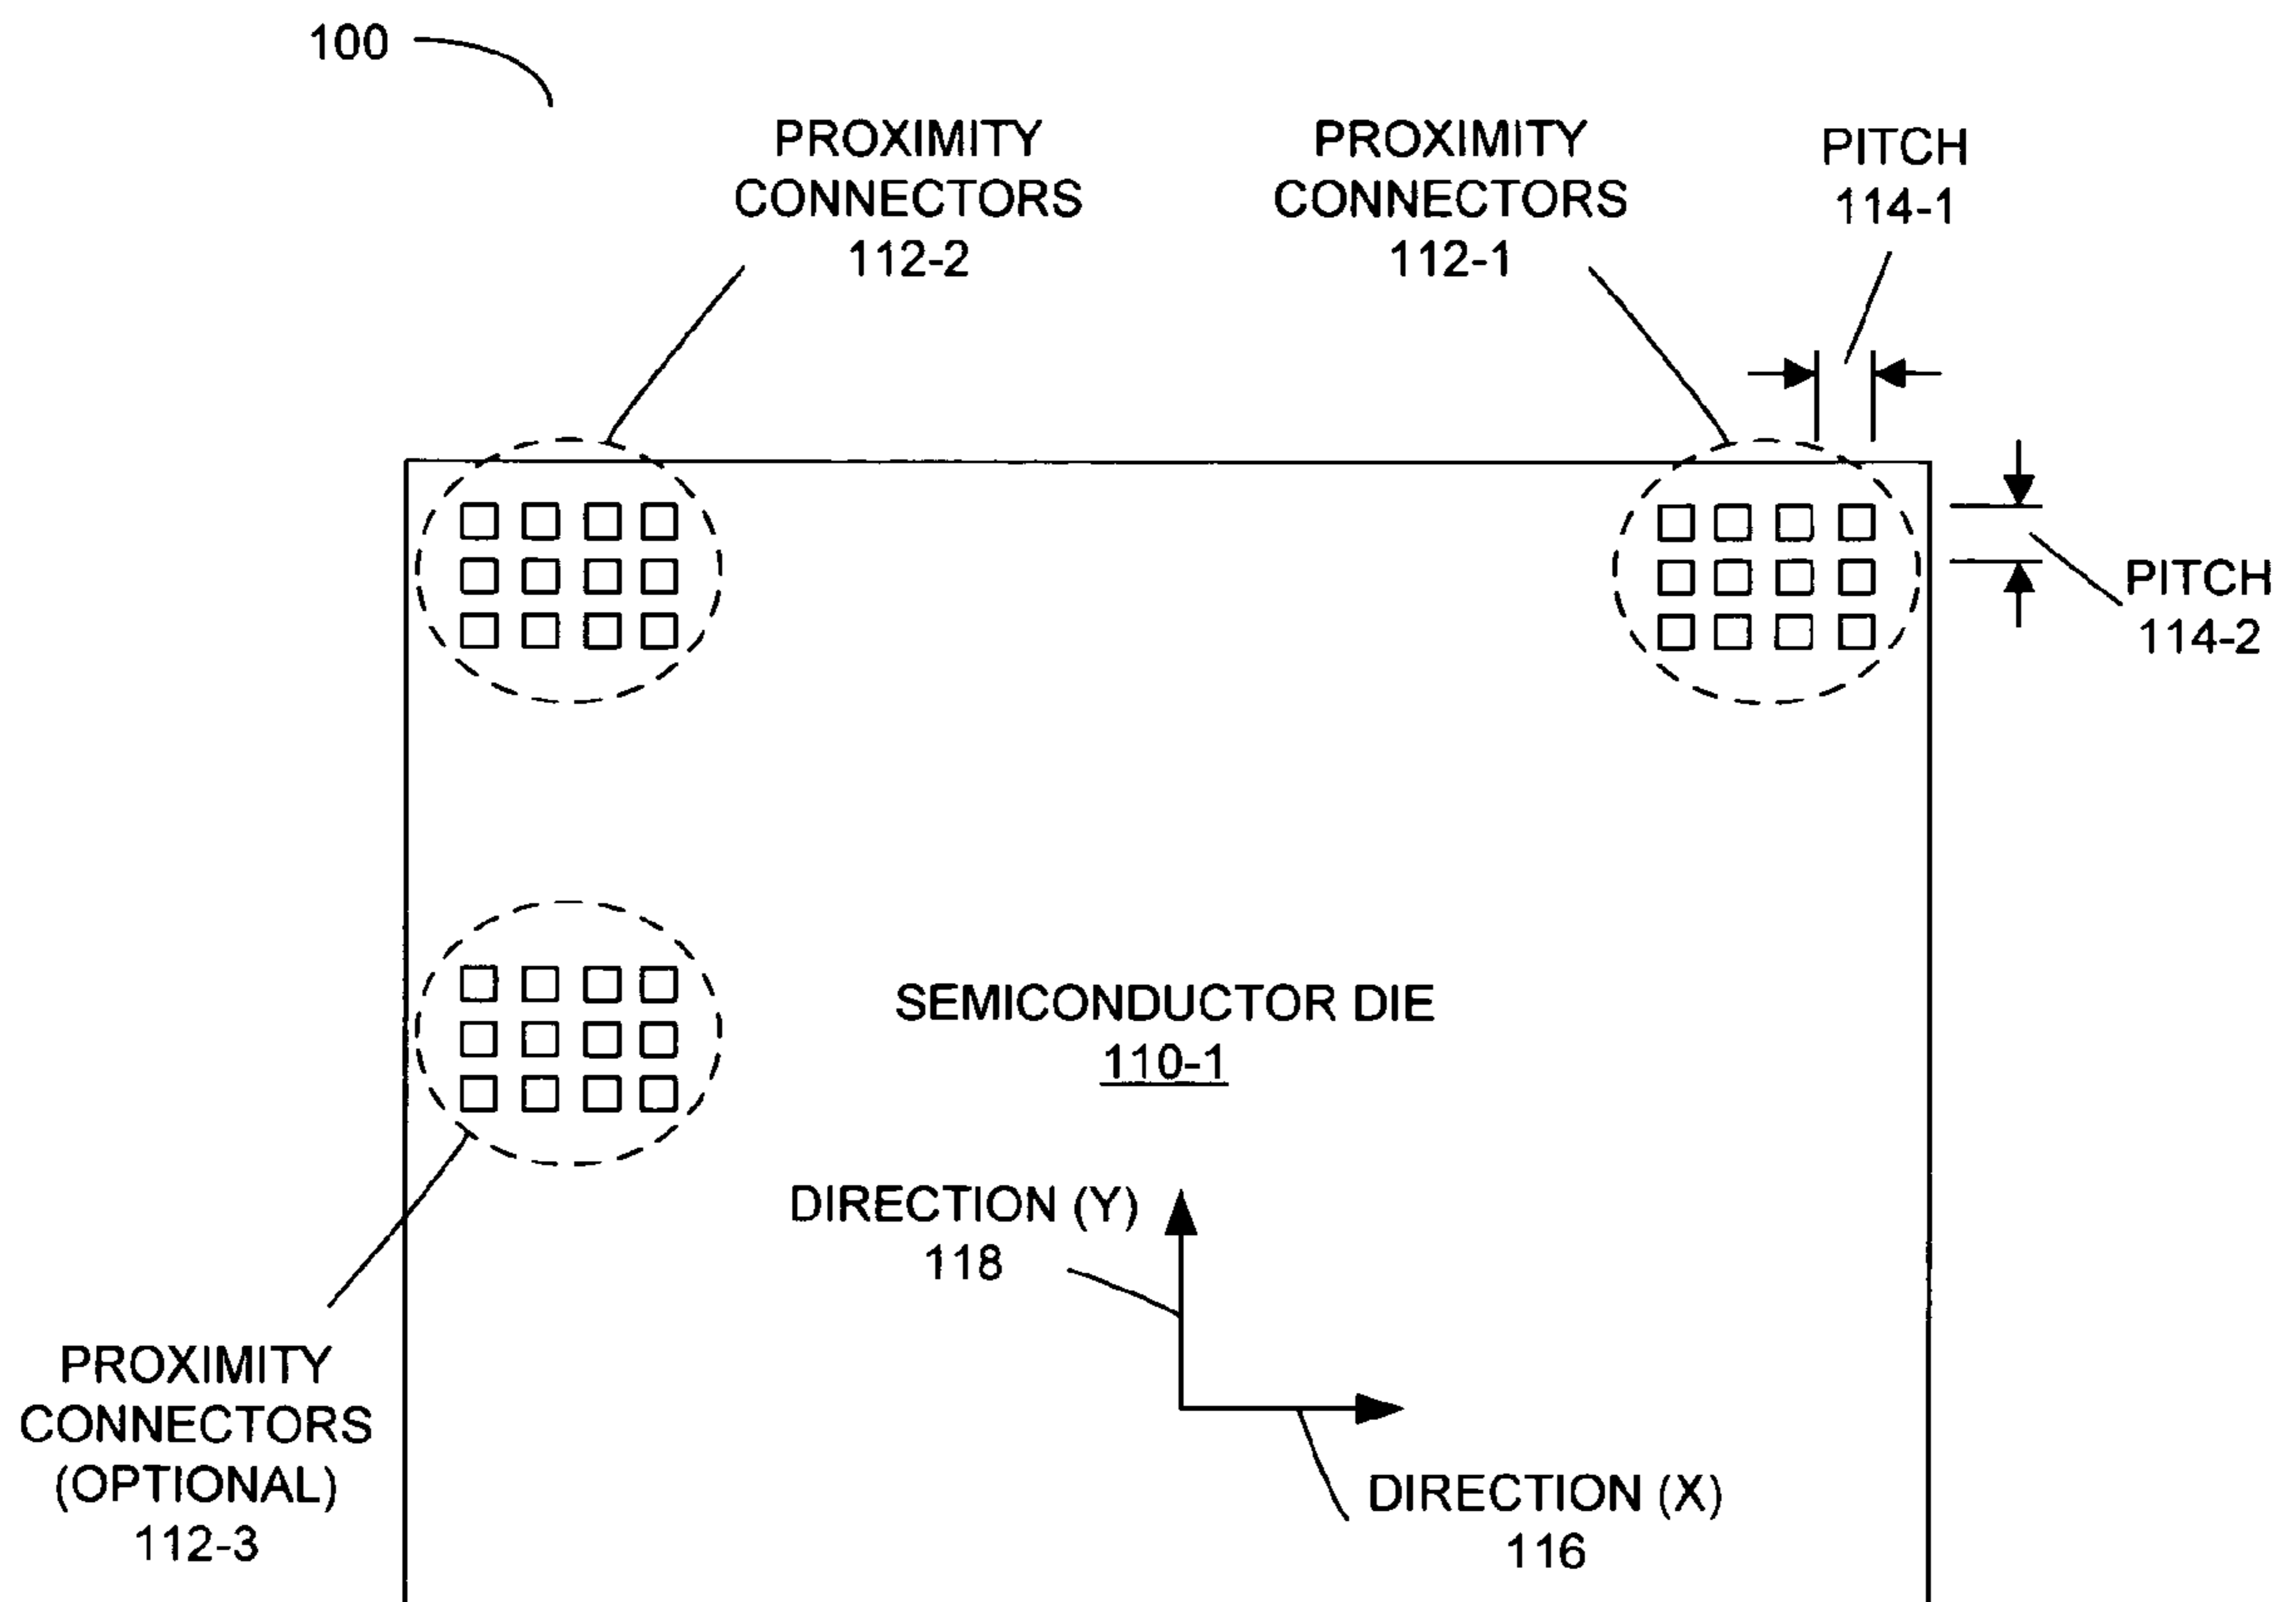 100
PROXIMITY
CONNECTORS
112-2
PROXIMITY
CONNECTORS
112-1
PITCH
114-1
PITCH
114-2
SEMICONDUCTOR DIE
110-1
DIRECTION (Y)
118
PROXIMITY
CONNECTORS
(OPTIONAL)
112-3
DIRECTION (X)
116